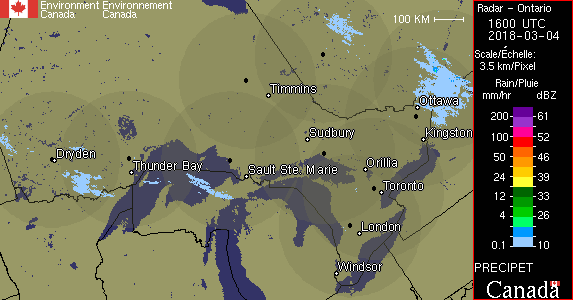 Environment Environnement
Canada Canada
100 KM
Timmins
Ottawa
Sudbury
Kingston
Dryden
Thunder Bay
Sault Ste. Marie
Orillia
Toronto
London
Windsor
Radar - Ontario
1600 UTC
2018-03-04
Scale/Échelle:
3.5 km/Pixel
Rain/Pluie
mm/hr dBZ
200 61
100 52
50 46
24 39
12 33
4 26
0.1 10
PRECIPET
Canada